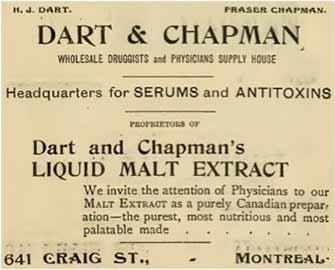 H. J. DART. FRASER CHAPMAN.
DART & CHAPMAN
WHOLESALE DRUGGISTS and PHYSICIANS SUPPLY HOUSE
Headquarters for SERUMS and ANTITOXINS
PROPRIETORS OF
Dart and Chapman's
LIQUID MALT EXTRACT
We invite the attention of Physicians to our
MALT EXTRACT as a purely Canadian prepar-
ation—the purest, most nutritious and most
palatable made . . . . . . .
641 CRAIG ST., - MONTREAL